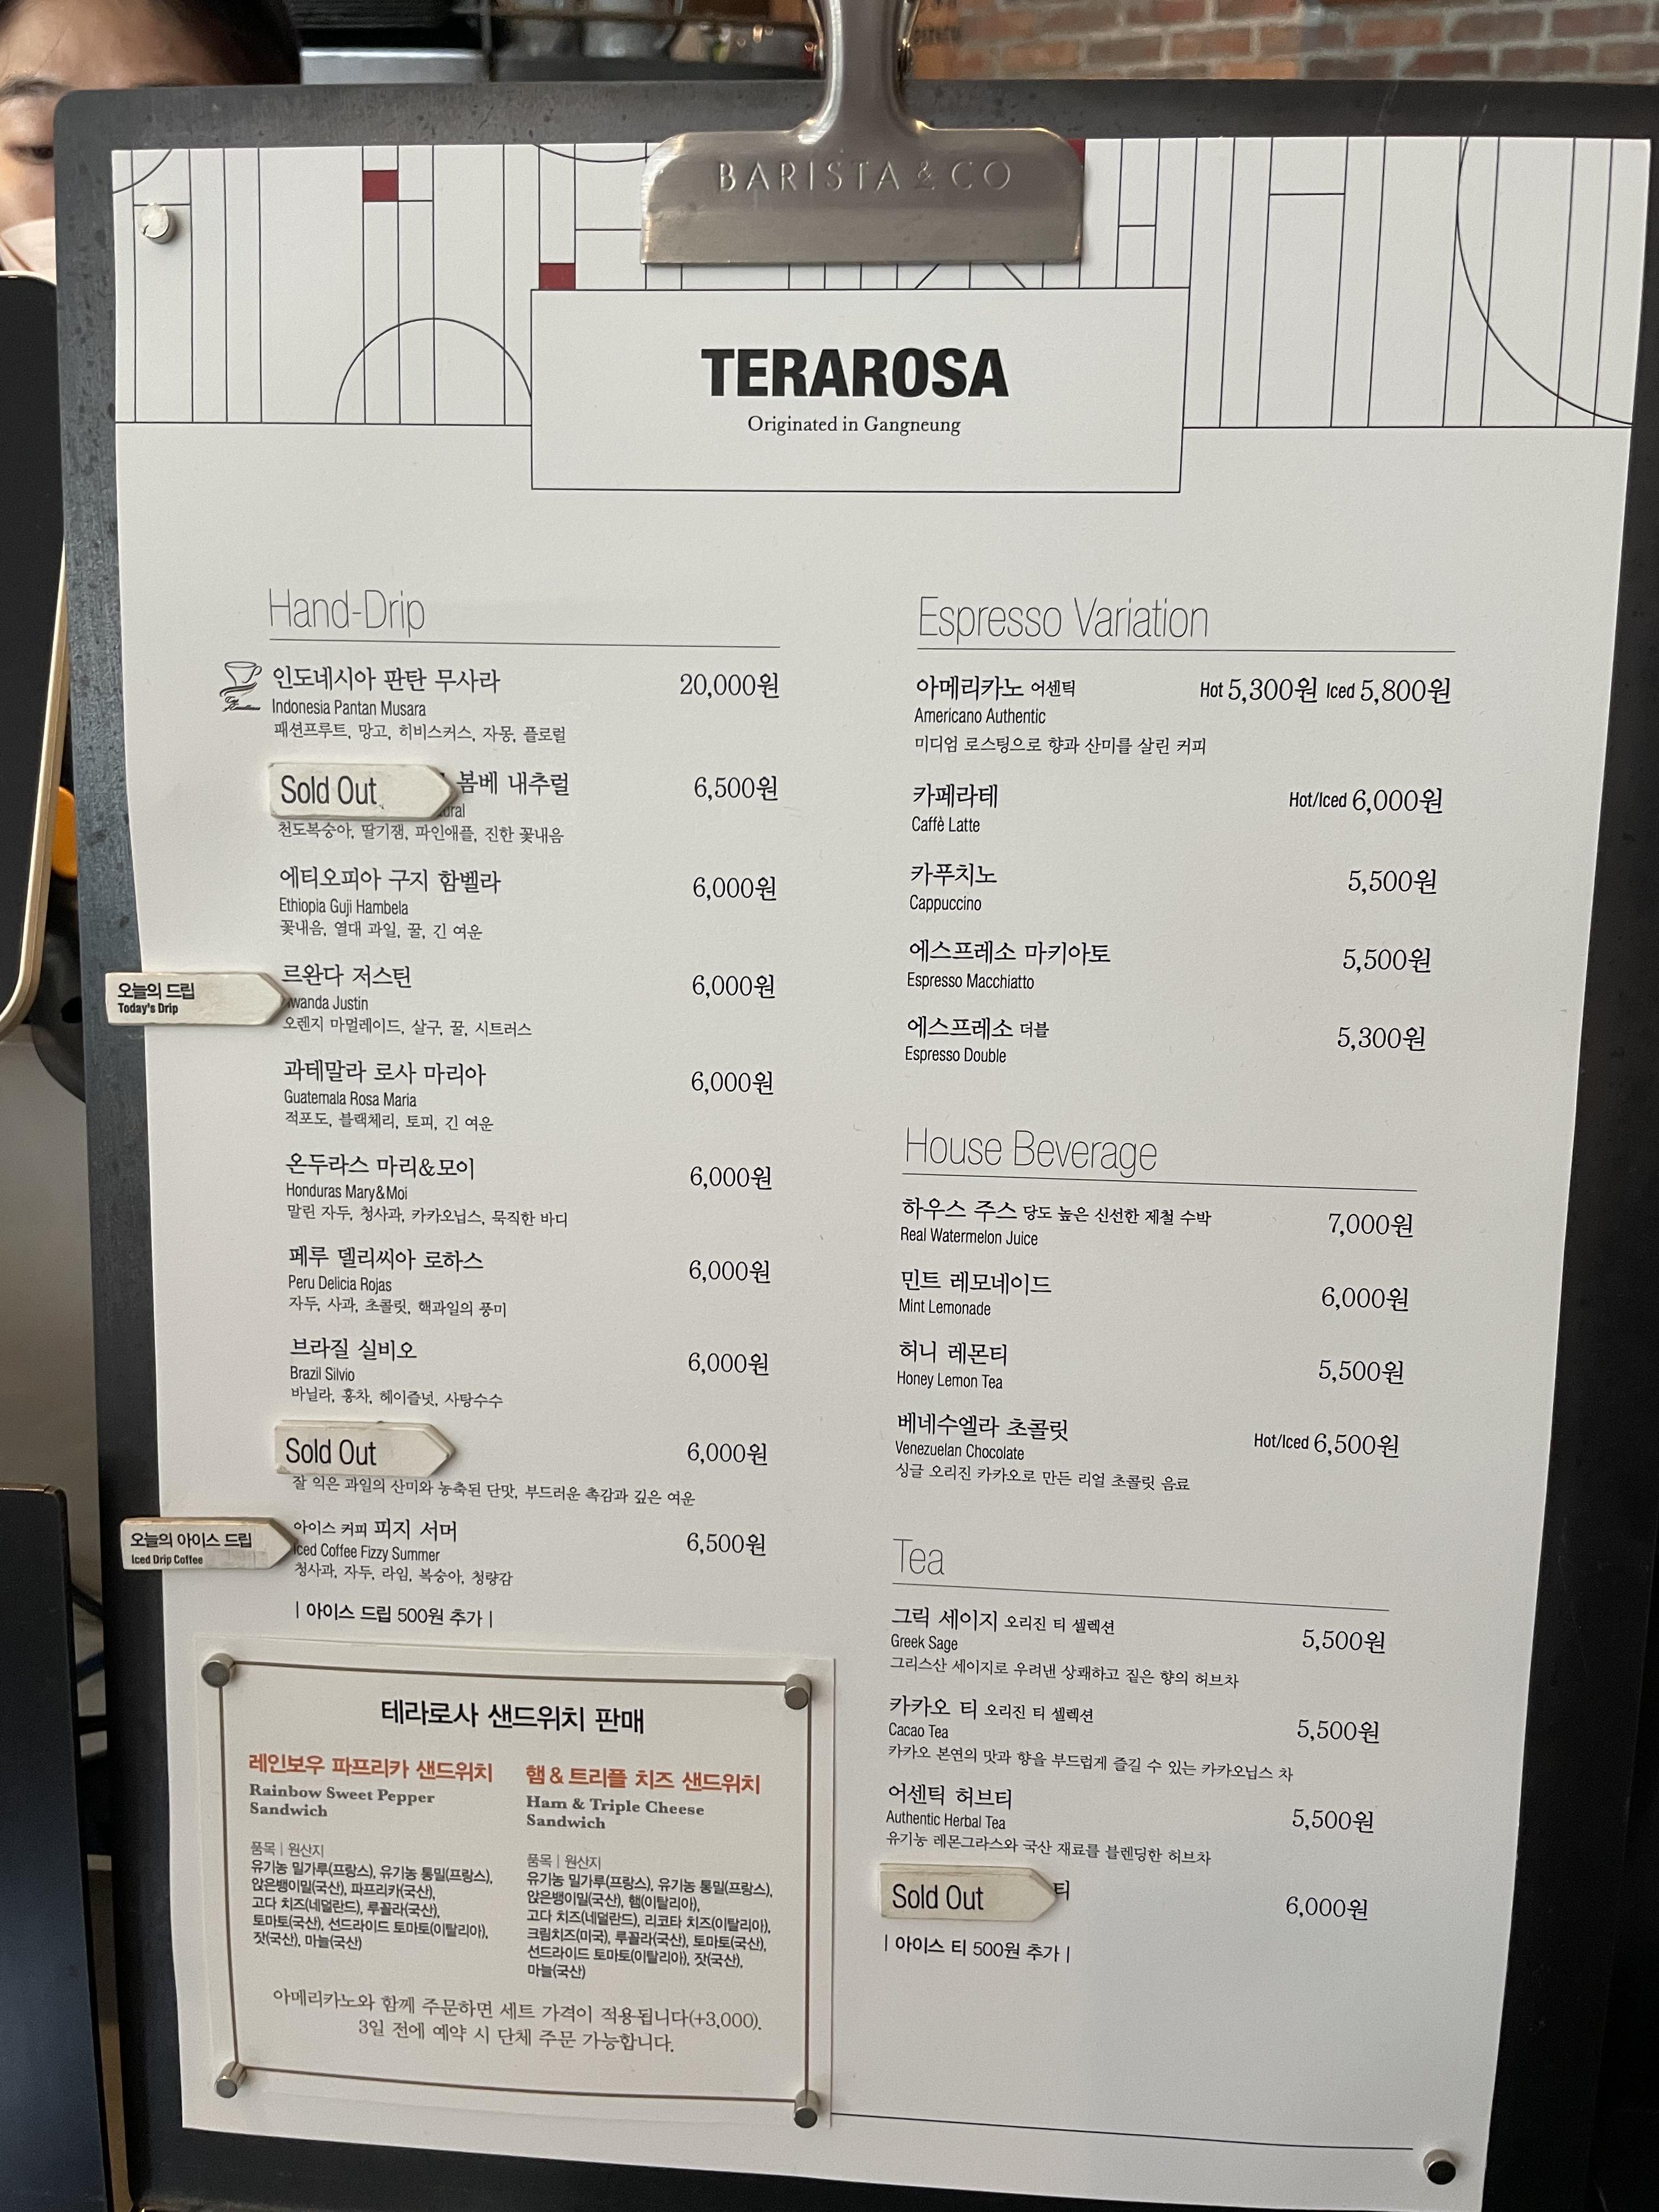 BARISTA & CO
TERAROSA
Originated in Gangneung
Hand-Drip
인도네시아 판탄 무사라 20,000원
Indonesia Pantan Musara
패션프루트, 망고, 히비스커스, 자몽, 플로럴
Sold Out 봄베 내추럴 6,500원
천도복숭아, 딸기잼, 파인애플, 진한 꽃내음
에티오피아 구지 함벨라 6,000원
Ethiopia Guji Hambela
꽃내음, 열대 과일, 꿀, 긴 여운
오늘의 드립
Today's Drip
르완다 저스틴 6,000원
wanda Justin
오렌지 마멀레이드, 살구, 꿀, 시트러스
과테말라 로사 마리아 6,000원
Guatemala Rosa Maria
적포도, 블랙체리, 토피, 긴 여운
온두라스 마리&모이 6,000원
Honduras Mary&Moi
말린 자두, 청사과, 카카오닙스, 묵직한 바디
페루 델리씨아 로하스 6,000원
Peru Delicia Rojas
자두, 사과, 초콜릿, 핵과일의 풍미
브라질 실비오 6,000원
Brazil Silvio
바닐라, 홍차, 헤이즐넛, 사탕수수
Sold Out 6,000원
잘 익은 과일의 산미와 농축된 단맛, 부드러운 촉감과 깊은 여운
오늘의 아이스 드립
Iced Drip Coffee
아이스 커피 피지 서머 6,500원
Iced Coffee Fizzy Summer
청사과, 자두, 라임, 복숭아, 청량감
| 아이스 드립 500원 추가 |
테라로사 샌드위치 판매
레인보우 파프리카 샌드위치
Rainbow Sweet Pepper
Sandwich
품목 | 원산지
유기농 밀가루(프랑스), 유기농 통밀(프랑스),
앉은뱅이밀(국산), 파프리카(국산),
고다 치즈(네덜란드), 루꼴라(국산),
토마토(국산), 선드라이드 토마토(이탈리아),
잣(국산), 마늘(국산)
햄 & 트리플 치즈 샌드위치
Ham & Triple Cheese
Sandwich
품목 | 원산지
유기농 밀가루(프랑스), 유기농 통밀(프랑스),
앉은뱅이밀(국산), 햄(이탈리아),
고다 치즈(네덜란드), 리코타 치즈(이탈리아),
크림치즈(미국), 루꼴라(국산), 토마토(국산),
선드라이드 토마토(이탈리아), 잣(국산),
마늘(국산)
아메리카노와 함께 주문하면 세트 가격이 적용됩니다(+3,000).
3일 전에 예약 시 단체 주문 가능합니다.
Espresso Variation
아메리카노 어센틱 Hot 5,300원 Iced 5,800원
Americano Authentic
미디엄 로스팅으로 향과 산미를 살린 커피
카페라테 Hot/Iced 6,000원
Caffè Latte
카푸치노 5,500원
Cappuccino
에스프레소 마키아토 5,500원
Espresso Macchiatto
에스프레소 더블 5,300원
Espresso Double
House Beverage
하우스 주스 당도 높은 신선한 제철 수박 7,000원
Real Watermelon Juice
민트 레모네이드 6,000원
Mint Lemonade
허니 레몬티 5,500원
Honey Lemon Tea
베네수엘라 초콜릿 Hot/Iced 6,500원
Venezuelan Chocolate
싱글 오리진 카카오로 만든 리얼 초콜릿 음료
Tea
그릭 세이지 오리진 티 셀렉션 5,500원
Greek Sage
그리스산 세이지로 우려낸 상쾌하고 짙은 향의 허브차
카카오 티 오리진 티 셀렉션 5,500원
Cacao Tea
카카오 본연의 맛과 향을 부드럽게 즐길 수 있는 카카오닙스 차
어센틱 허브티 5,500원
Authentic Herbal Tea
유기농 레몬그라스와 국산 재료를 블렌딩한 허브차
Sold Out 티 6,000원
| 아이스 티 500원 추가 |